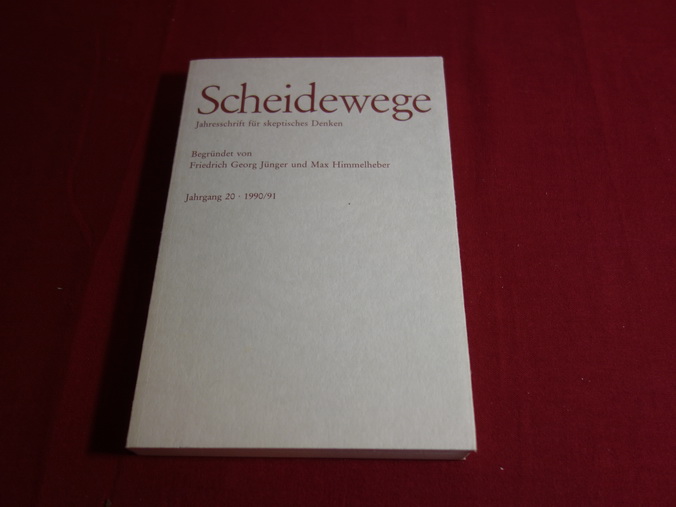 Scheidewege
Jahresschrift für skeptisches Denken
Begründet von
Friedrich Georg Jünger und Max Himmelheber
Jahrgang 20 · 1990/91